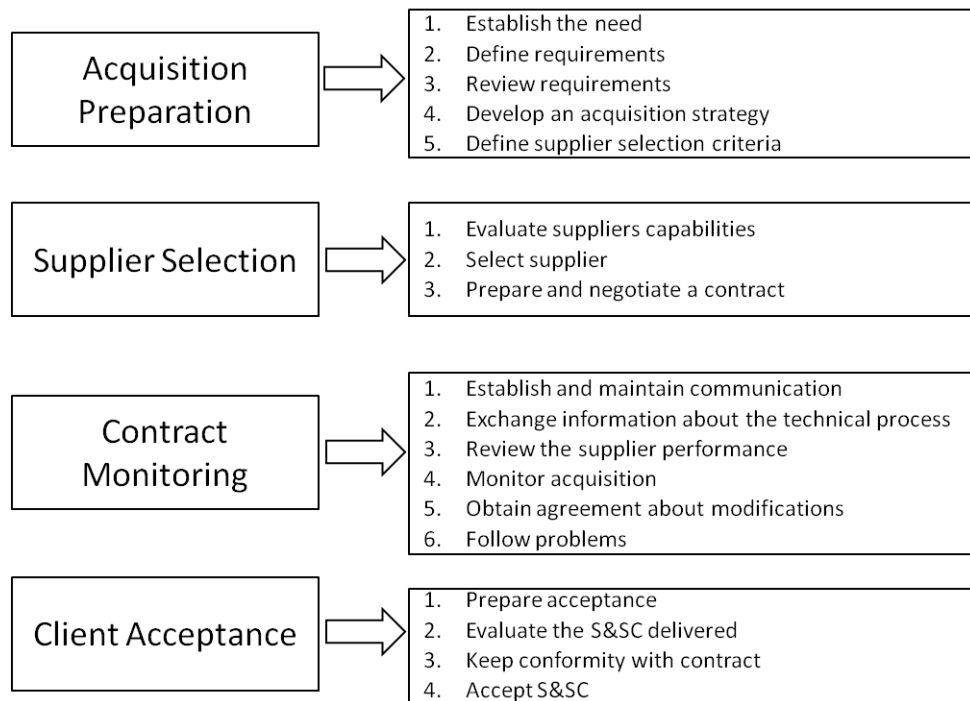 Acquisition
Preparation
1. Establish the need
2. Define requirements
3. Review requirements
4. Develop an acquisition strategy
5. Define supplier selection criteria
Supplier Selection
1. Evaluate suppliers capabilities
2. Select supplier
3. Prepare and negotiate a contract
Contract
Monitoring
1. Establish and maintain communication
2. Exchange information about the technical process
3. Review the supplier performance
4. Monitor acquisition
5. Obtain agreement about modifications
6. Follow problems
Client Acceptance
1. Prepare acceptance
2. Evaluate the S&SC delivered
3. Keep conformity with contract
4. Accept S&SC